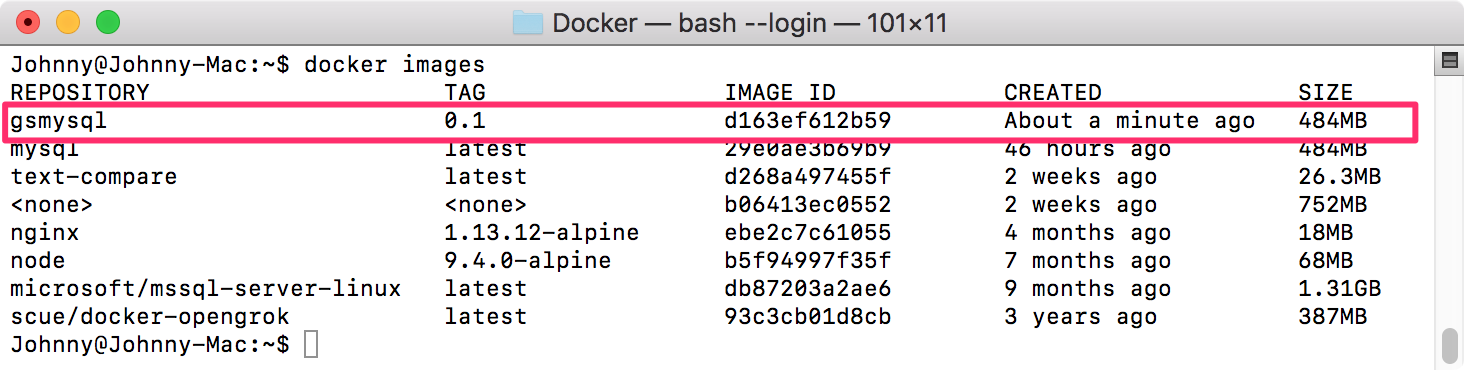 Docker — bash --login — 101×11
Johnny@Johnny-Mac:~$ docker images
REPOSITORY TAG IMAGE ID CREATED SIZE
gsmysql 0.1 d163ef612b59 About a minute ago 484MB
mysql latest 29e0ae3b69b9 46 hours ago 484MB
text-compare latest d268a497455f 2 weeks ago 26.3MB
<none> <none> b06413ec0552 2 weeks ago 752MB
nginx 1.13.12-alpine ebe2c7c61055 4 months ago 18MB
node 9.4.0-alpine b5f94997f35f 7 months ago 68MB
microsoft/mssql-server-linux latest db87203a2ae6 9 months ago 1.31GB
scue/docker-opengrok latest 93c3cb01d8cb 3 years ago 387MB
Johnny@Johnny-Mac:~$